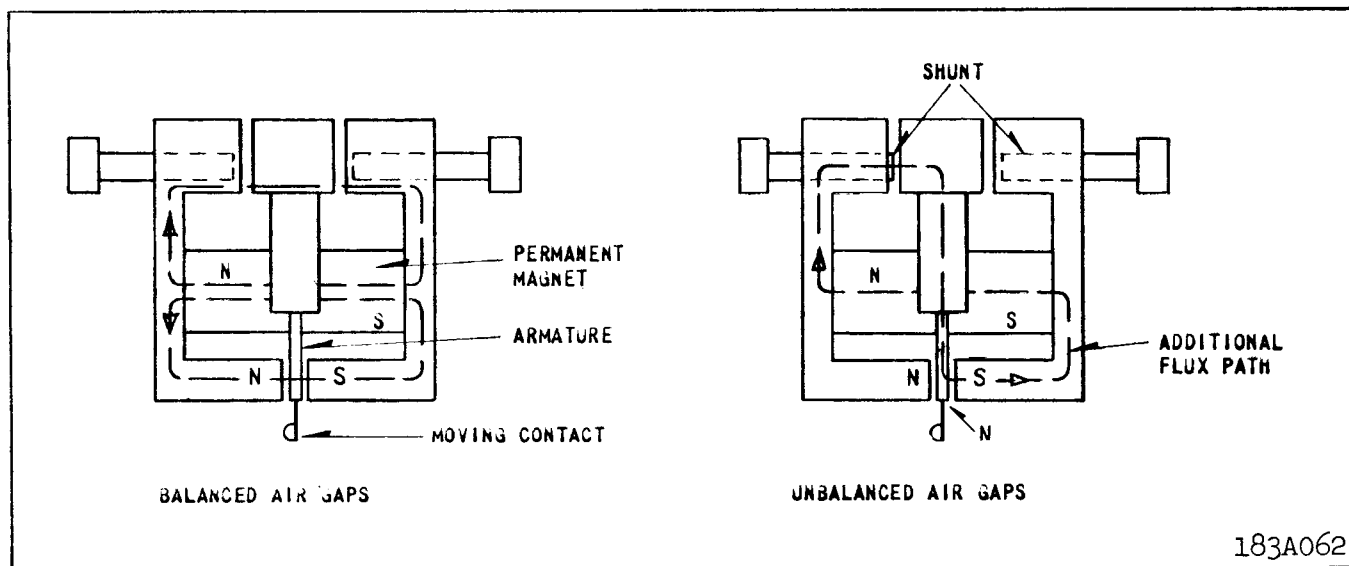 SHUNT
N
S
N S
PERMANENT
MAGNET
ARMATURE
MOVING CONTACT
BALANCED AIR GAPS
N
S
N S
N
ADDITIONAL
FLUX PATH
UNBALANCED AIR GAPS
183A062